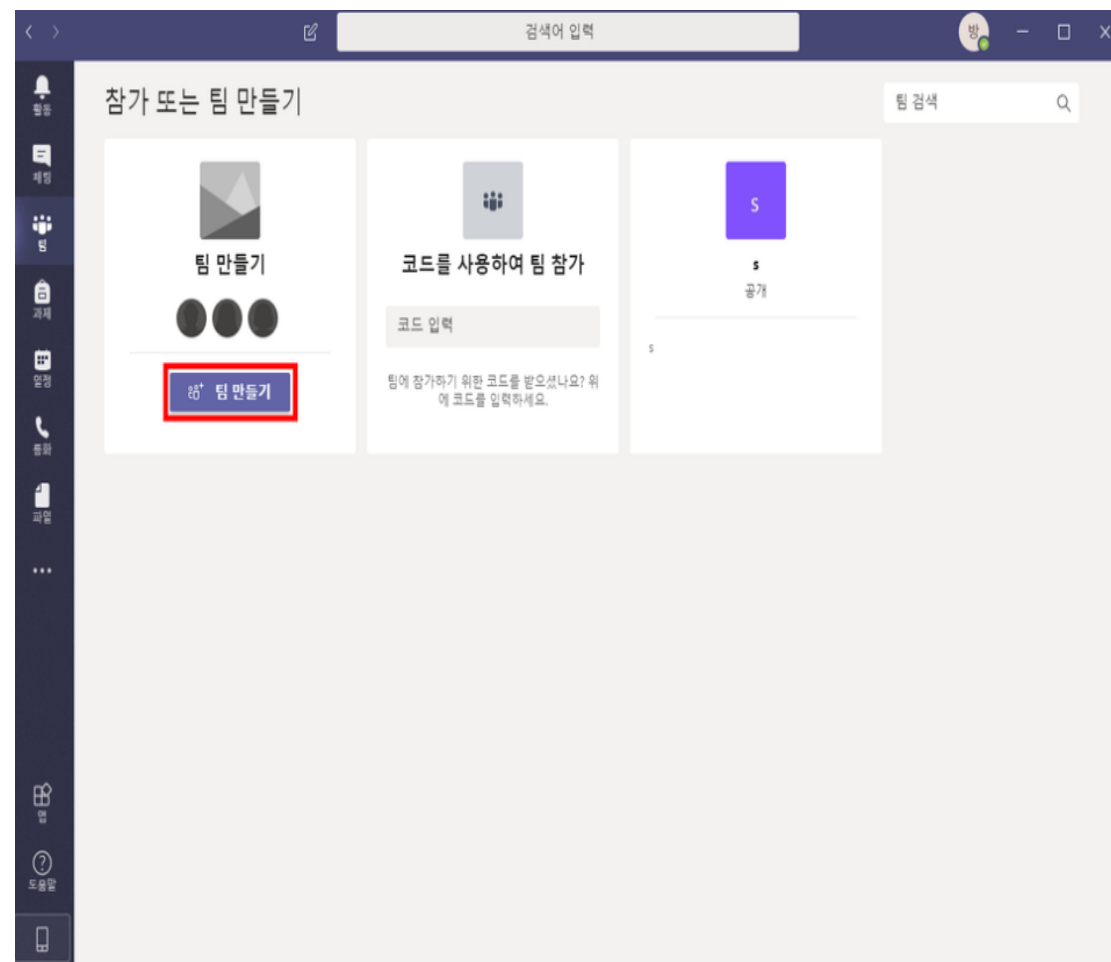 검색어 입력
방
활동
채팅
팀
과제
일정
통화
파일
앱
도움말
참가 또는 팀 만들기
팀 검색
팀 만들기
팀 만들기
코드를 사용하여 팀 참가
코드 입력
팀에 참가하기 위한 코드를 받으셨나요? 위
에 코드를 입력하세요.
S
s
공개
s